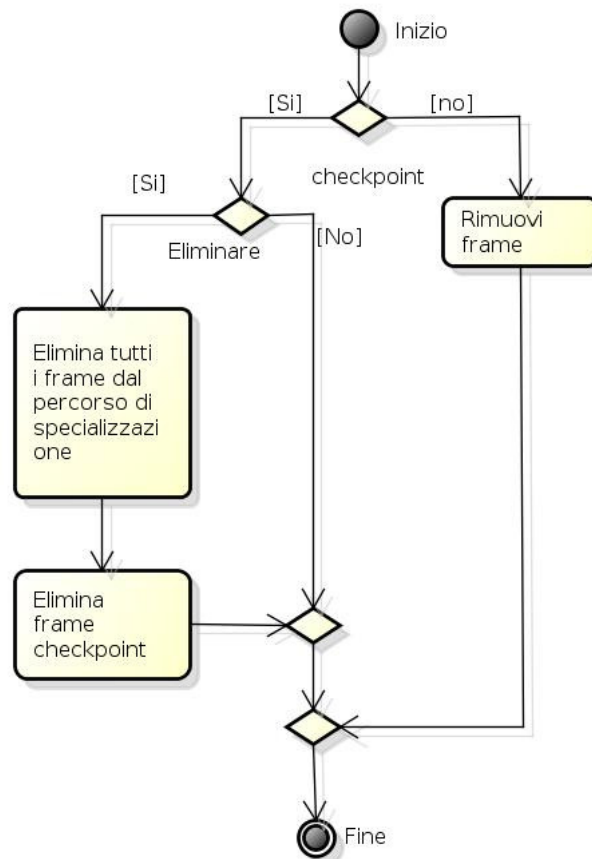 Inizio
[Si]
[no]
checkpoint
[Si]
Eliminare
[No]
Rimuovi
frame
Elimina tutti
i frame dal
percorso di
specializzazi
one
Elimina
frame
checkpoint
Fine